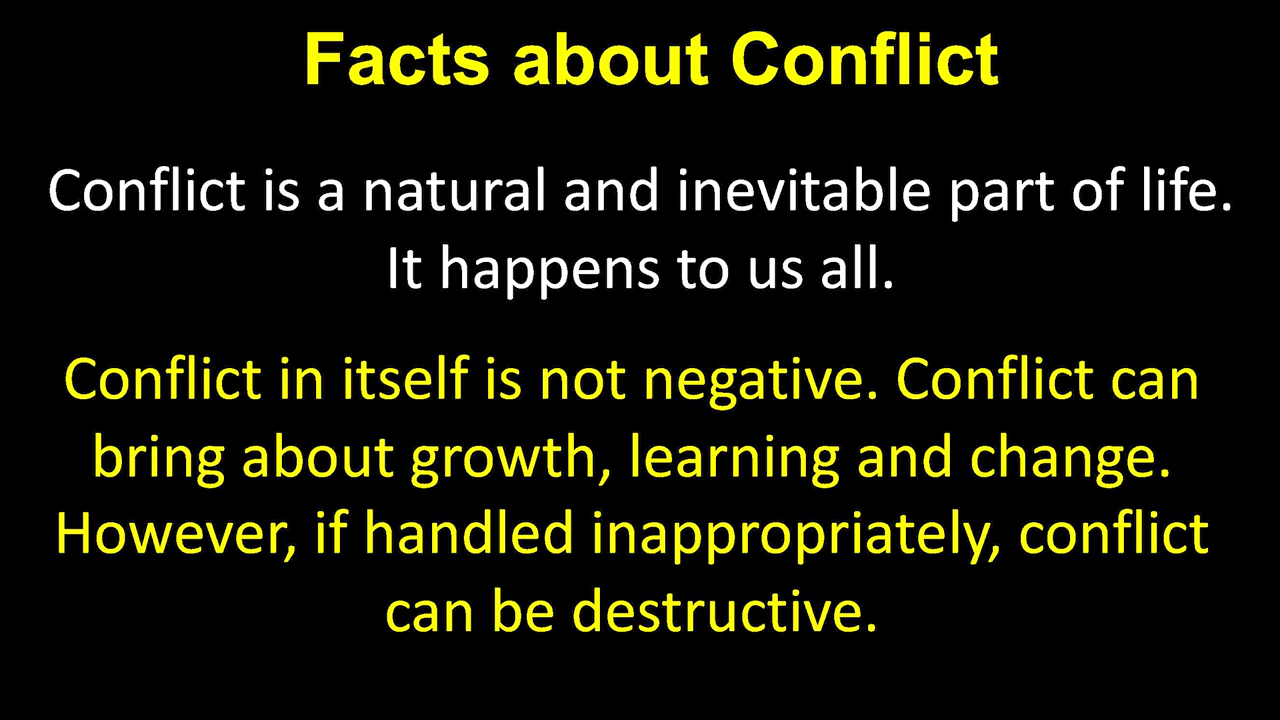 Facts about Conflict
Conflict is a natural and inevitable part of life.
It happens to us all.
Conflict in itself is not negative. Conflict can
bring about growth, learning and change.
However, if handled inappropriately, conflict
can be destructive.